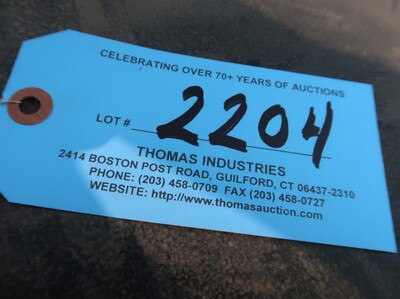 CELEBRATING OVER 70+ YEARS OF AUCTIONS
LOT # 2204
THOMAS INDUSTRIES
2414 BOSTON POST ROAD, GUILFORD, CT 06437-2310
PHONE: (203) 458-0709 FAX (203) 458-0727
WEBSITE: http://www.thomasauction.com